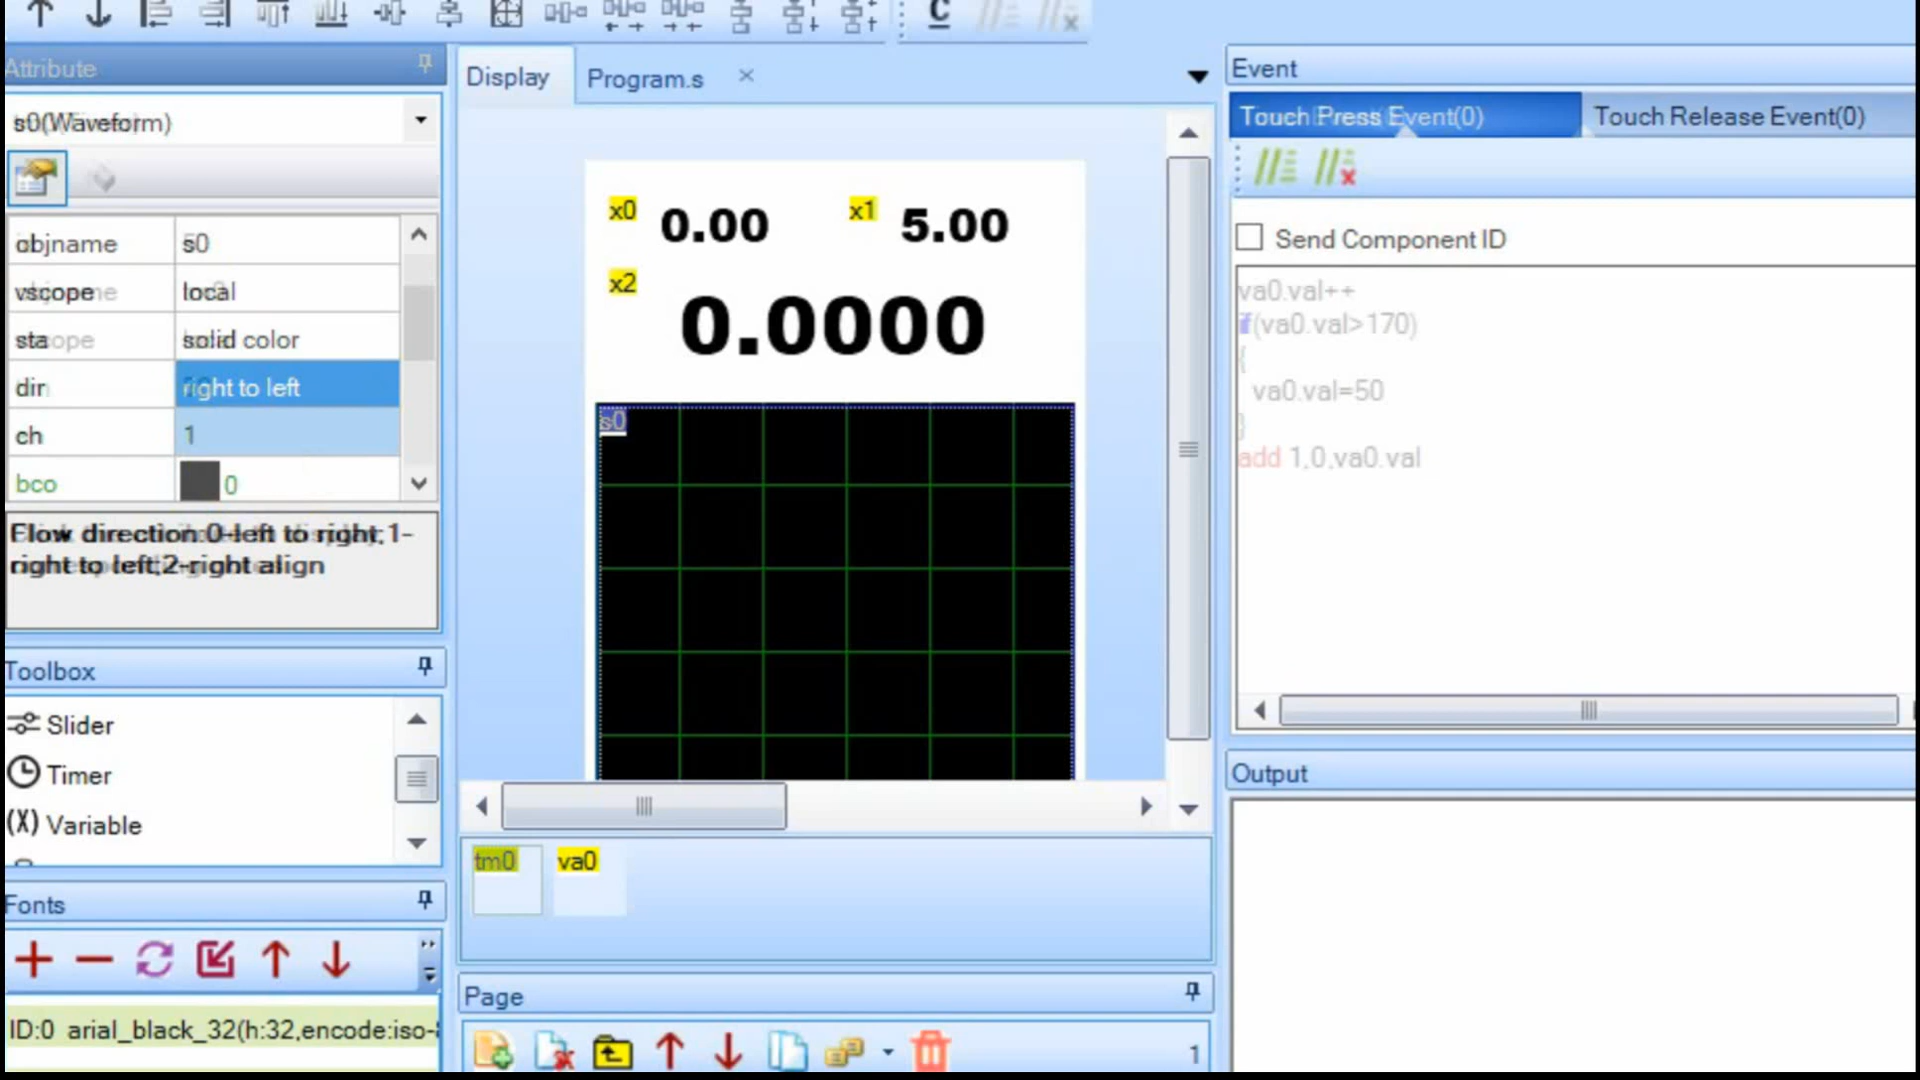 C
Attribute
s0(Waveform)
objname s0
vscope local
sta solid color
dir right to left
ch 1
bco 0
Flow direction:0-left to right,1-
right to left;2-right align
Toolbox
Slider
Timer
(X) Variable
Fonts
ID:0 arial_black_32(h:32,encode:iso-
Display
Program.s
x0 0.00
x1 5.00
x2
0.0000
s0
tm0 va0
Page
1
Event
Touch Press Event(0)
Touch Release Event(0)
Send Component ID
va0.val++
if(va0.val>170)
{
va0.val=50
}
add 1,0,va0.val
Output